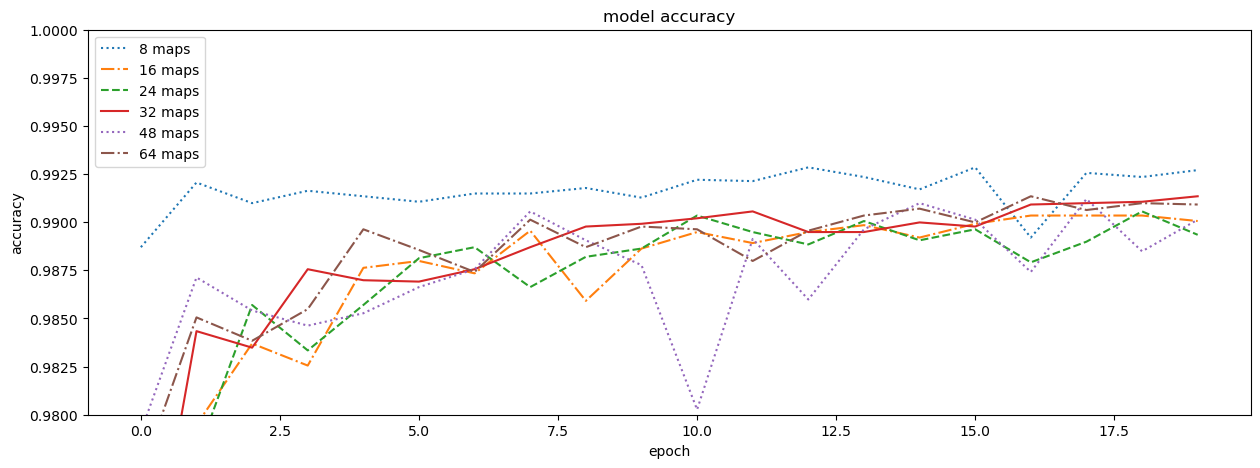 model accuracy
1.0000
0.9975
0.9950
0.9925
0.9900
0.9875
0.9850
0.9825
0.9800
accuracy
8 maps
16 maps
24 maps
32 maps
48 maps
64 maps
0.0 2.5 5.0 7.5 10.0 12.5 15.0 17.5
epoch